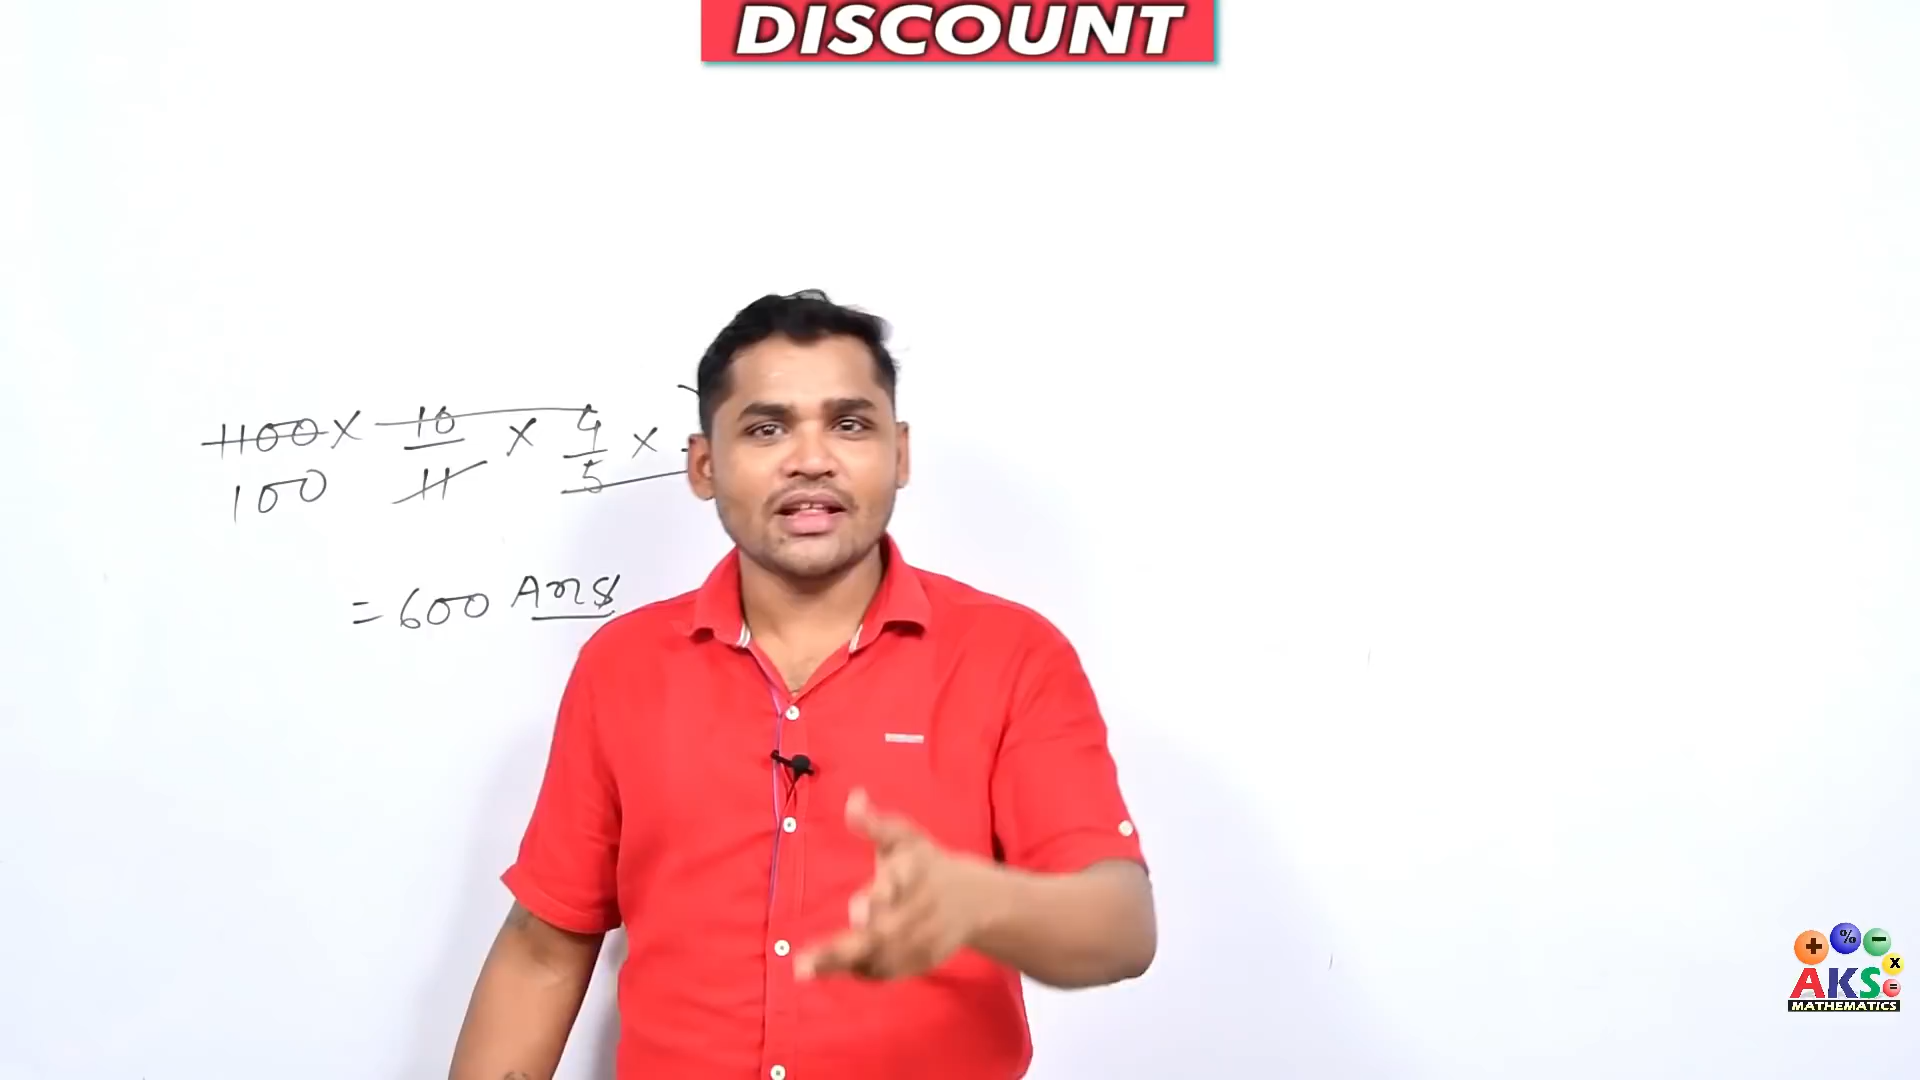 DISCOUNT
1100 × 10/11 × 4/5 ×
100
= 600 Ans
+ % - × =
AKS
MATHEMATICS